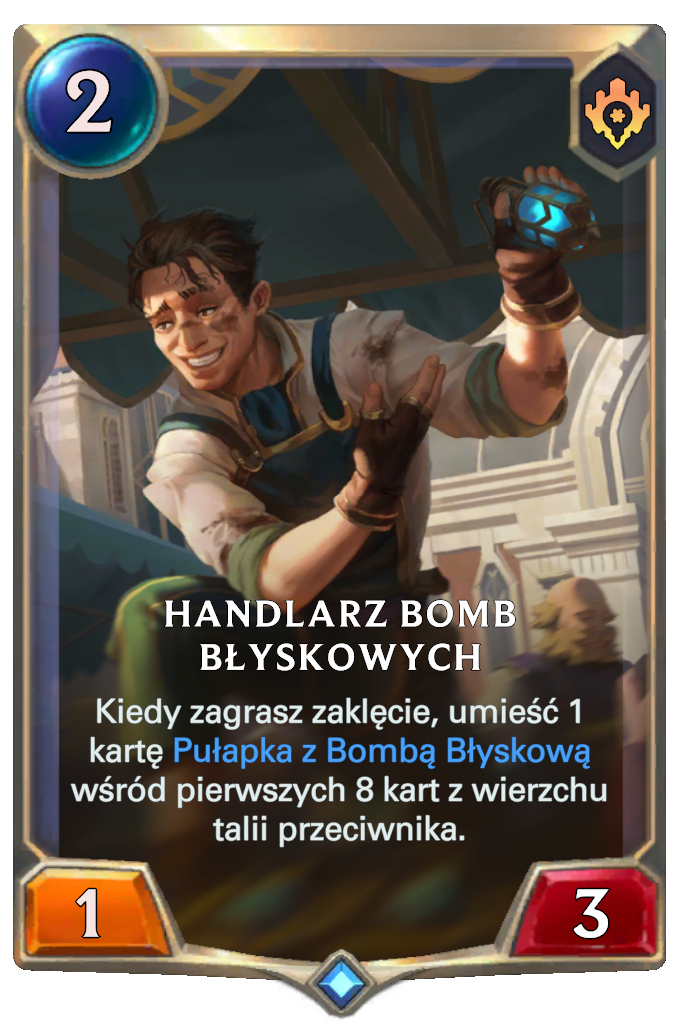 2
HANDLARZ BOMB
BŁYSKOWYCH
Kiedy zagrasz zaklęcie, umieść 1
kartę Pułapka z Bombą Błyskową
wśród pierwszych 8 kart z wierzchu
talii przeciwnika.
1
3